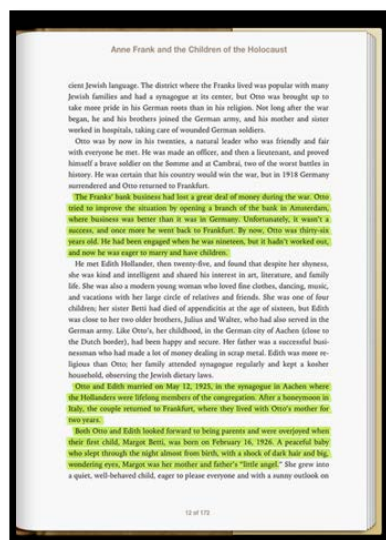 Anne Frank and the Children of the Holocaust
cient Jewish language. The district where the Franks lived was popular with many
Jewish families and had a synagogue at its center, but Otto was brought up to
take more pride in his German roots than in his religion. Not long after the war
began, he and his brothers joined the German army, and his mother and sister
worked in hospitals, taking care of wounded German soldiers.
Otto was by now in his twenties, a natural leader who was friendly and fair
with everyone he met. He was made an officer, and then a lieutenant, and proved
himself a brave soldier on the Somme and at Cambrai, two of the worst battles in
history. He was certain that his country would win the war, but in 1918 Germany
surrendered and Otto returned to Frankfurt.
The Franks' bank business had lost a great deal of money during the war. Otto
tried to improve the situation by opening a branch of the bank in Amsterdam,
where business was better than it was in Germany. Unfortunately, it wasn't a
success, and once more he went back to Frankfurt. By now, Otto was thirty-six
years old. He had been engaged when he was nineteen, but it hadn't worked out,
and now he was eager to marry and have children.
He met Edith Hollander, then twenty-five, and found that despite her shyness,
she was kind and intelligent and shared his interest in art, literature, and family
life. She was also a modern young woman who loved fine clothes, dancing, music,
and vacations with her large circle of relatives and friends. She was one of four
children; her sister Betti had died of appendicitis at the age of sixteen, but Edith
was close to her two older brothers, Julius and Walter, who had also served in the
German army. Like Otto's, her childhood, in the German city of Aachen (close to
the Dutch border), had been happy and secure. Her father was a successful busi-
nessman who had made a lot of money dealing in scrap metal. Edith was more re-
ligious than Otto; her family attended synagogue regularly and kept a kosher
household, observing the Jewish dietary laws.
Otto and Edith married on May 12, 1925, in the synagogue in Aachen where
the Hollanders were lifelong members of the congregation. After a honeymoon in
Italy, the couple returned to Frankfurt, where they lived with Otto's mother for
two years.
Both Otto and Edith looked forward to being parents and were overjoyed when
their first child, Margot Betti, was born on February 16, 1926. A peaceful baby
who slept through the night almost from birth, with a shock of dark hair and big,
wondering eyes, Margot was her mother and father's "little angel." She grew into
a quiet, well-behaved child, eager to please everyone and with a sunny outlook on
12 of 173